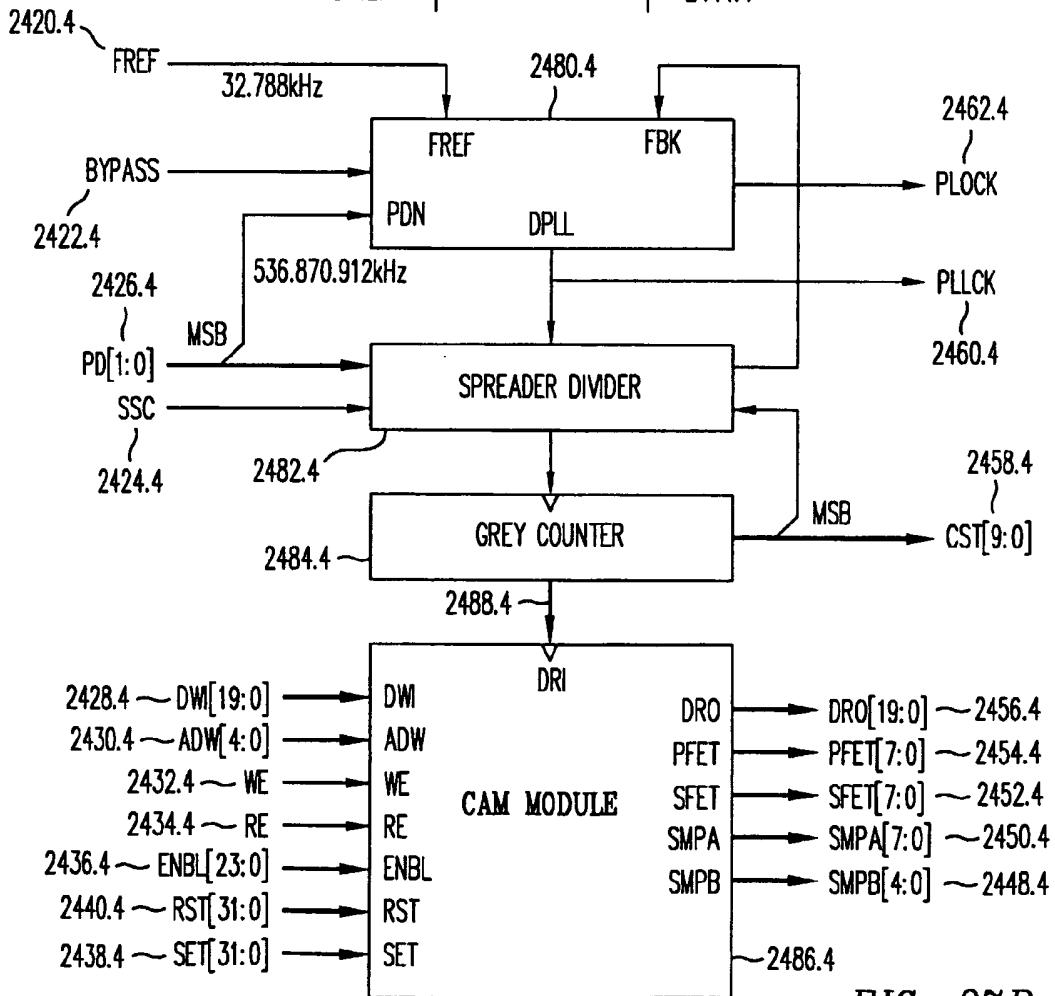 2420.4
FREF
32.788kHz
2480.4
FREF
FBK
2462.4
BYPASS
PLOCK
PDN
DPLL
2422.4
536.870.912kHz
2426.4
PLLCK
MSB
2460.4
PD[1:0]
SPREADER DIVIDER
SSC
2424.4
2482.4
2458.4
MSB
GREY COUNTER
CST[9:0]
2484.4
2488.4
DRI
2428.4 DWI[19:0] DWI
DRO DRO[19:0] 2456.4
2430.4 ADW[4:0] ADW
PFET PFET[7:0] 2454.4
2432.4 WE WE
CAM MODULE
SFET SFET[7:0] 2452.4
2434.4 RE RE
SMPA SMPA[7:0] 2450.4
2436.4 ENBL[23:0] ENBL
SMPB SMPB[4:0] 2448.4
2440.4 RST[31:0] RST
2438.4 SET[31:0] SET
2486.4